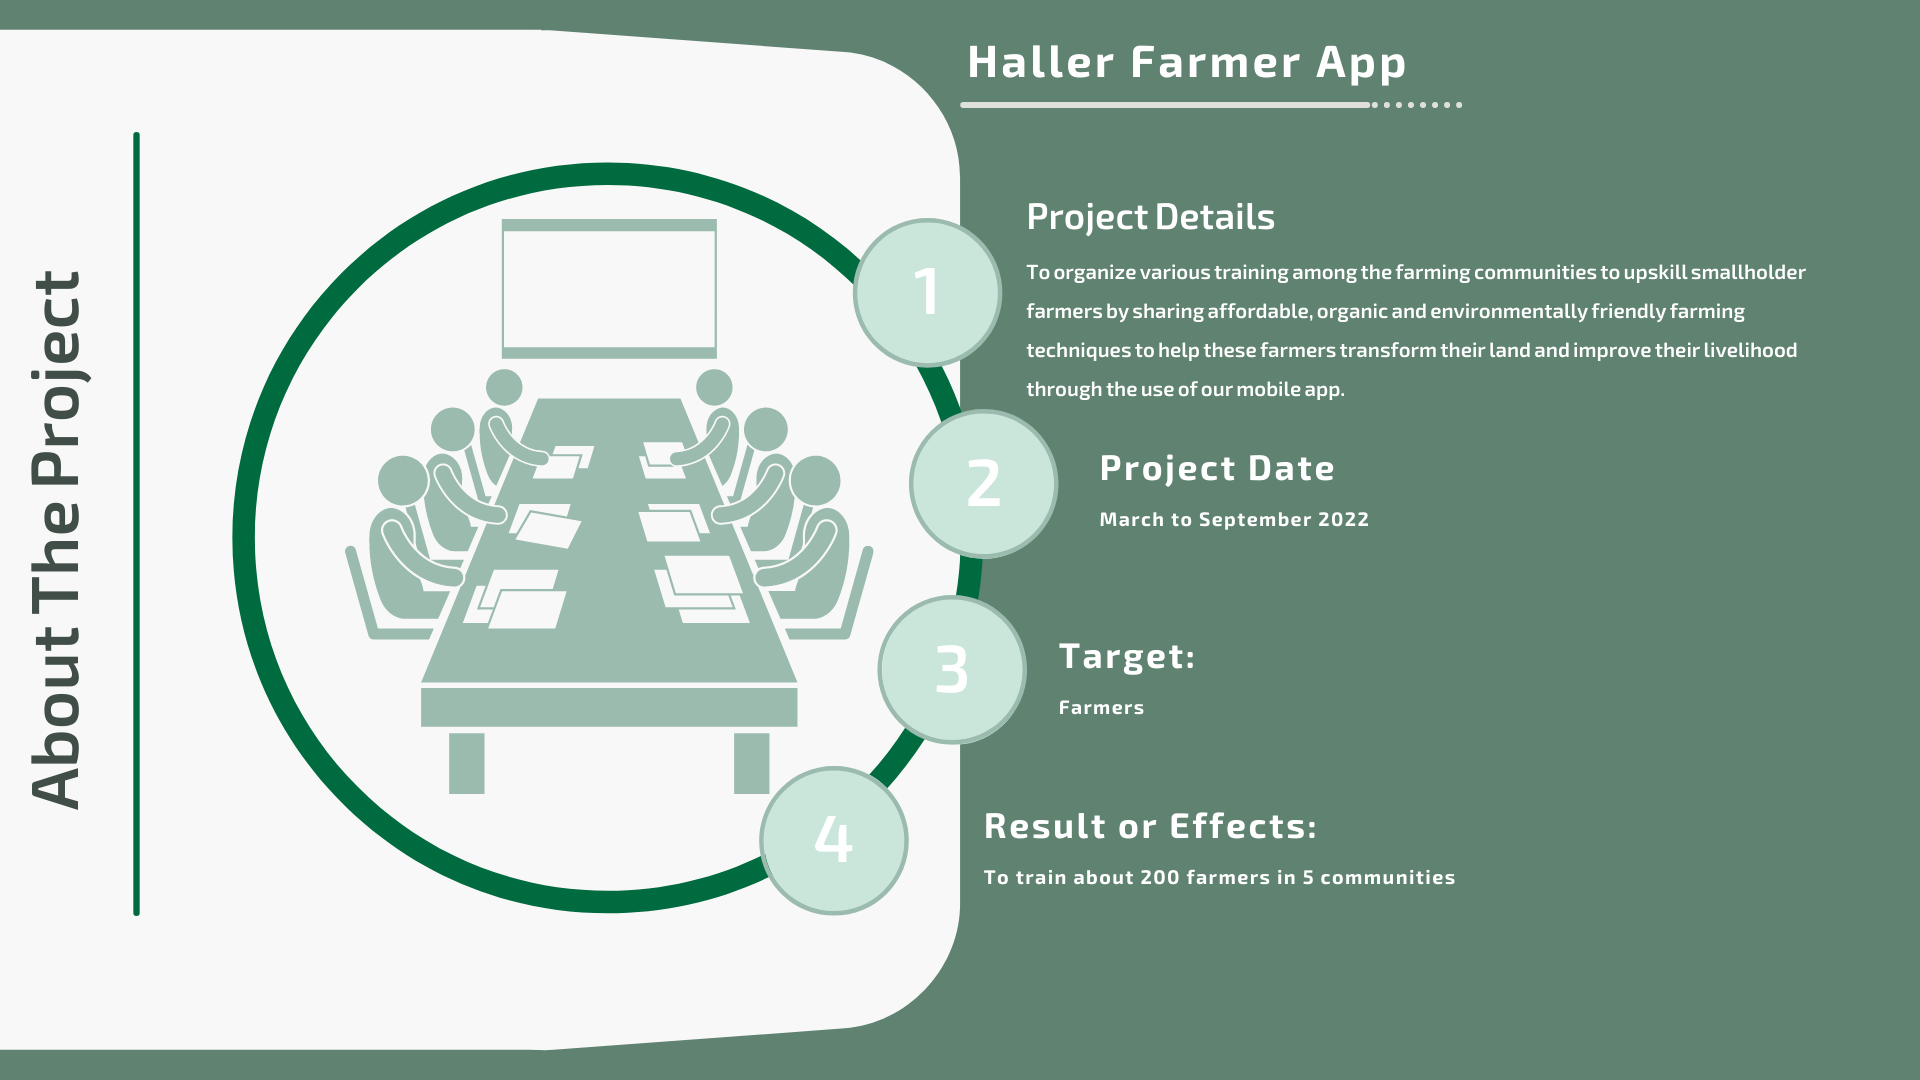 About The Project
Haller Farmer App
1
Project Details
To organize various training among the farming communities to upskill smallholder
farmers by sharing affordable, organic and environmentally friendly farming
techniques to help these farmers transform their land and improve their livelihood
through the use of our mobile app.
2
Project Date
March to September 2022
3
Target:
Farmers
4
Result or Effects:
To train about 200 farmers in 5 communities